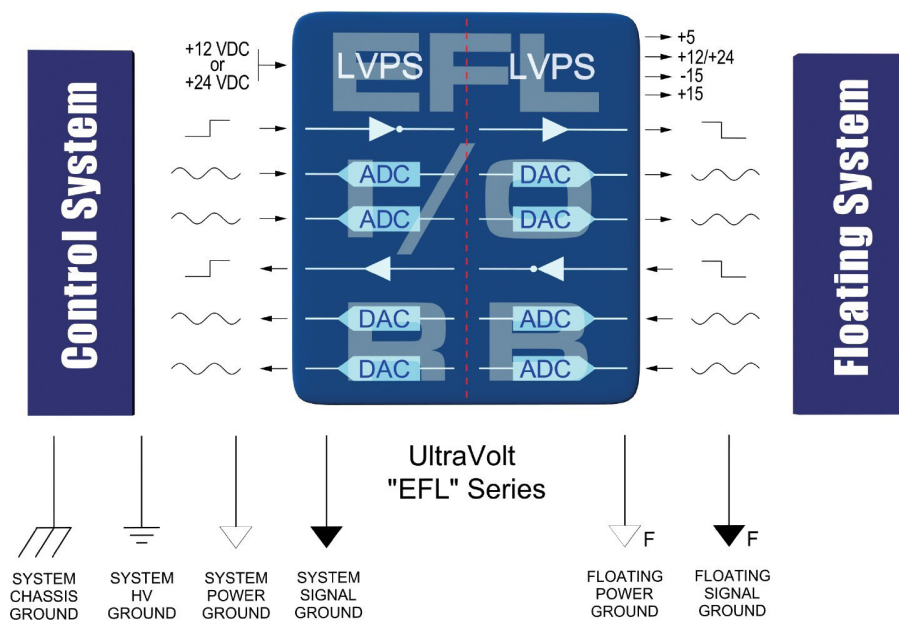 +12 VDC
or
+24 VDC
EFL
LVPS
LVPS
+5
+12/+24
-15
+15
Control System
Floating System
I/O
ADC
DAC
ADC
DAC
RB
DAC
ADC
DAC
ADC
UltraVolt
"EFL" Series
F
F
SYSTEM
CHASSIS
GROUND
SYSTEM
HV
GROUND
SYSTEM
POWER
GROUND
SYSTEM
SIGNAL
GROUND
FLOATING
POWER
GROUND
FLOATING
SIGNAL
GROUND